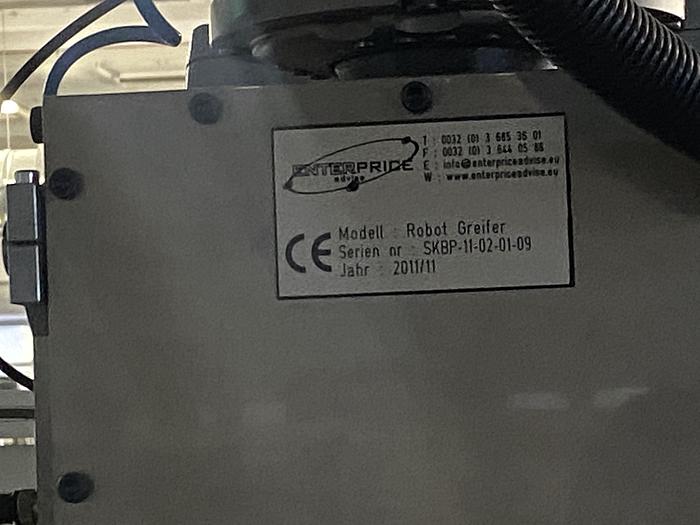 ENTERPRICE
advise
T : 0032 (0) 3 685 35 01
F : 0032 (0) 3 644 05 86
E : info@enterpriceadvise.eu
W : www.enterpriceadvise.eu
CE
Modell : Robot Greifer
Serien nr : SKBP-11-02-01-09
Jahr : 2011/11